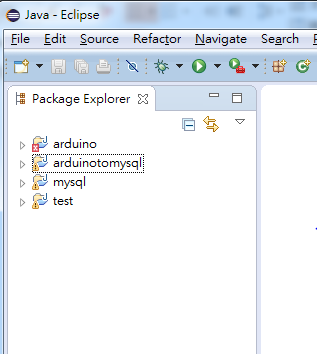 Java - Eclipse
File Edit Source Refactor Navigate Search
Package Explorer
arduino
arduinotomysql
mysql
test